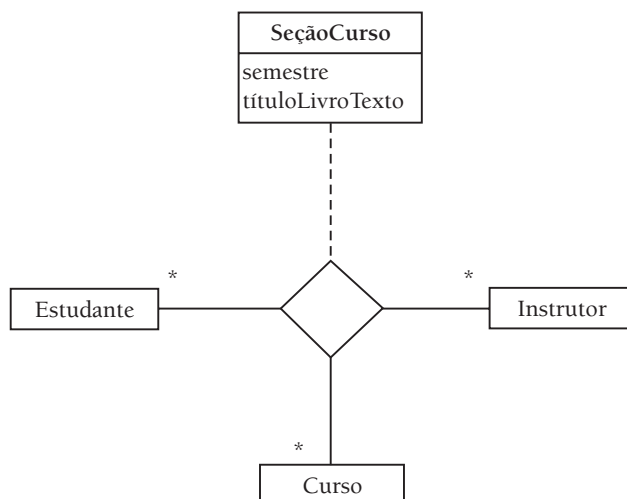 SeçãoCurso
semestre
títuloLivroTexto
* *
Estudante Instrutor
*
Curso